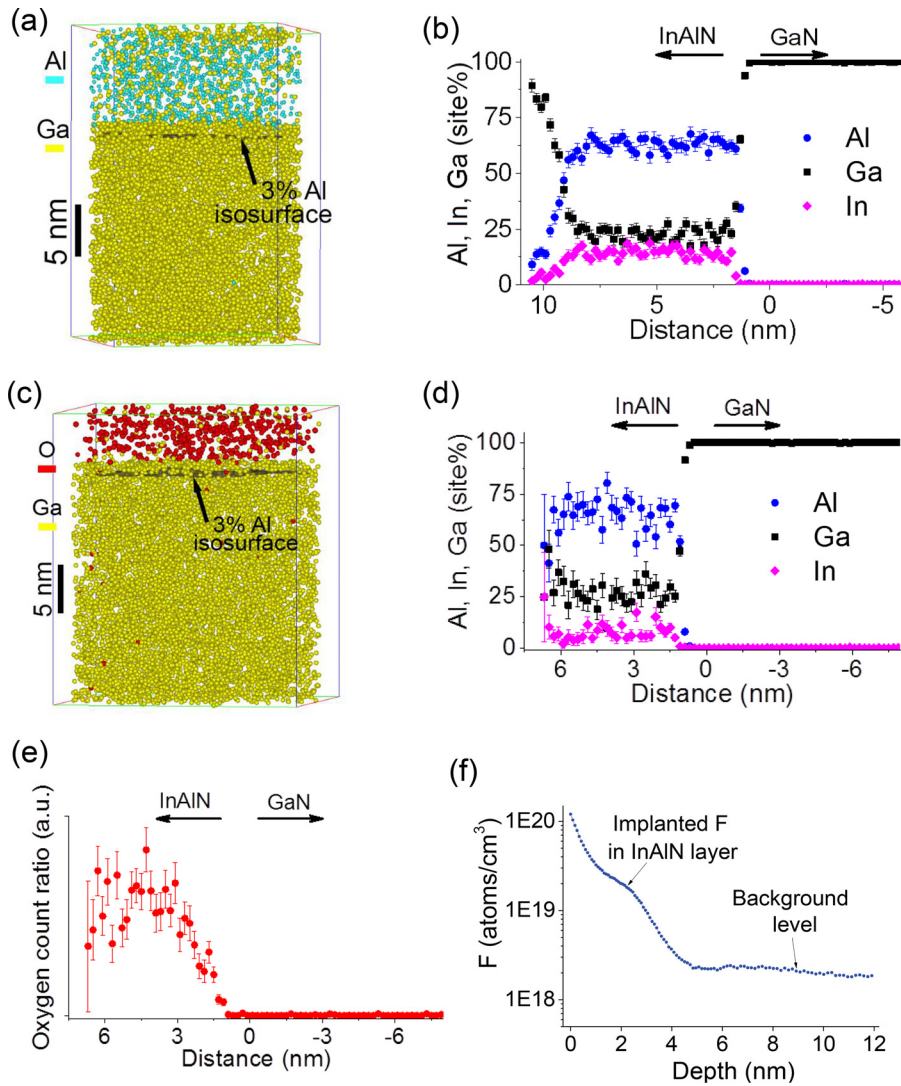 (a)
Al
Ga
5 nm
3% Al
isosurface
(b)
InAlN
GaN
Al, In, Ga (site%)
100
75
50
25
0
Al
Ga
In
10
5
0
-5
Distance (nm)
(c)
O
Ga
5 nm
3% Al
isosurface
(d)
InAlN
GaN
Al, In, Ga (site%)
100
75
50
25
0
Al
Ga
In
6
3
0
-3
-6
Distance (nm)
(e)
InAlN
GaN
Oxygen count ratio (a.u.)
6
3
0
-3
-6
Distance (nm)
(f)
F (atoms/cm³)
1E20
1E19
1E18
Implanted F
in InAlN layer
Background
level
0
2
4
6
8
10
12
Depth (nm)